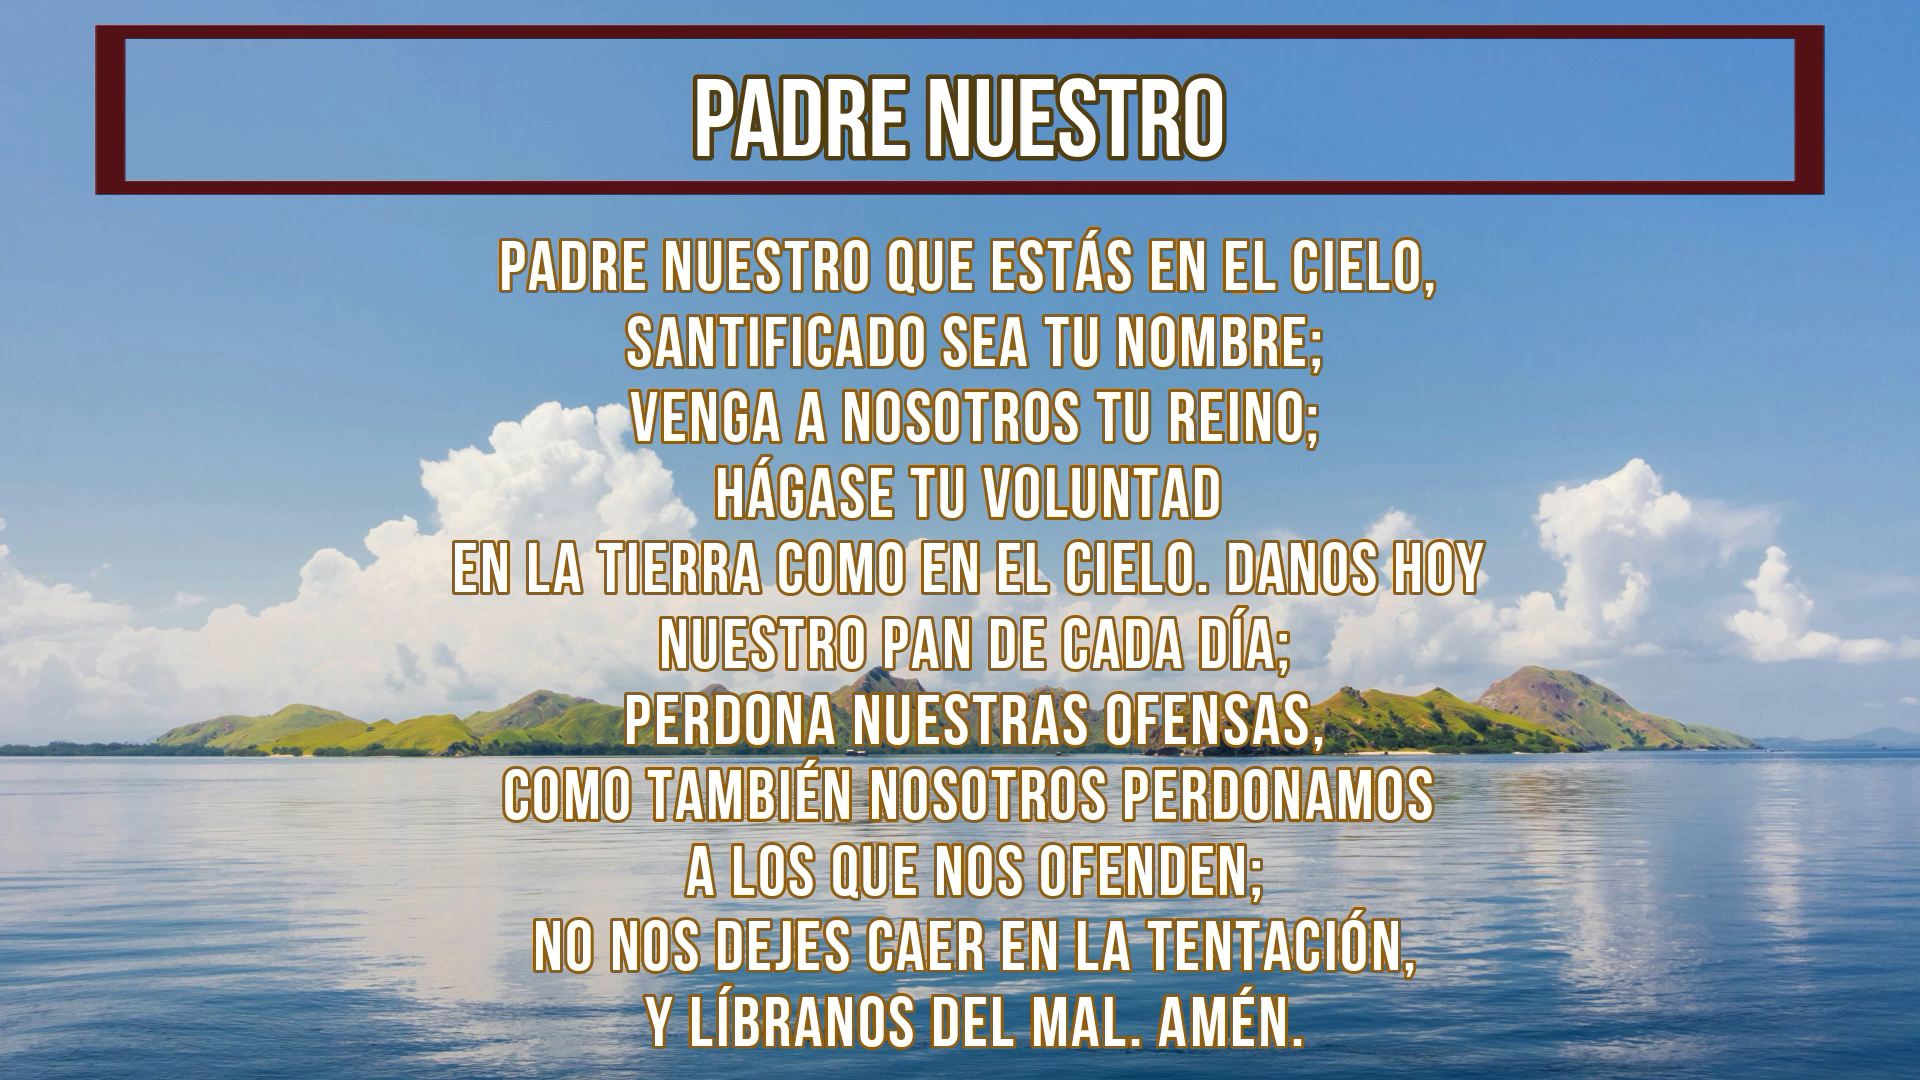 PADRE NUESTRO
PADRE NUESTRO QUE ESTÁS EN EL CIELO,
SANTIFICADO SEA TU NOMBRE;
VENGA A NOSOTROS TU REINO;
HÁGASE TU VOLUNTAD
EN LA TIERRA COMO EN EL CIELO. DANOS HOY
NUESTRO PAN DE CADA DÍA;
PERDONA NUESTRAS OFENSAS,
COMO TAMBIÉN NOSOTROS PERDONAMOS
A LOS QUE NOS OFENDEN;
NO NOS DEJES CAER EN LA TENTACIÓN,
Y LÍBRANOS DEL MAL. AMÉN.